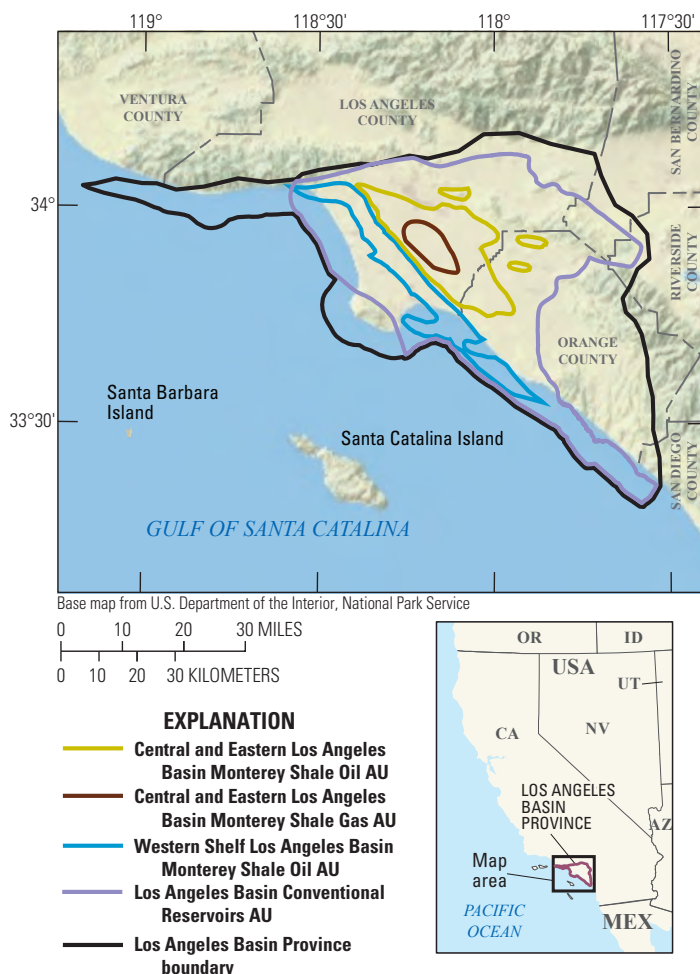 119°
118°30'
118°
117°30'
VENTURA
COUNTY
LOS ANGELES
COUNTY
SAN BERNARDINO
COUNTY
34°
RIVERSIDE
COUNTY
ORANGE
COUNTY
Santa Barbara
Island
33°30'
Santa Catalina Island
SAN DIEGO
COUNTY
GULF OF SANTA CATALINA
Base map from U.S. Department of the Interior, National Park Service
0 10 20 30 MILES
0 10 20 30 KILOMETERS
EXPLANATION
Central and Eastern Los Angeles
Basin Monterey Shale Oil AU
Central and Eastern Los Angeles
Basin Monterey Shale Gas AU
Western Shelf Los Angeles Basin
Monterey Shale Oil AU
Los Angeles Basin Conventional
Reservoirs AU
Los Angeles Basin Province
boundary
OR
ID
USA
UT
CA
NV
LOS ANGELES
BASIN
PROVINCE
AZ
Map
area
PACIFIC
OCEAN
MEX